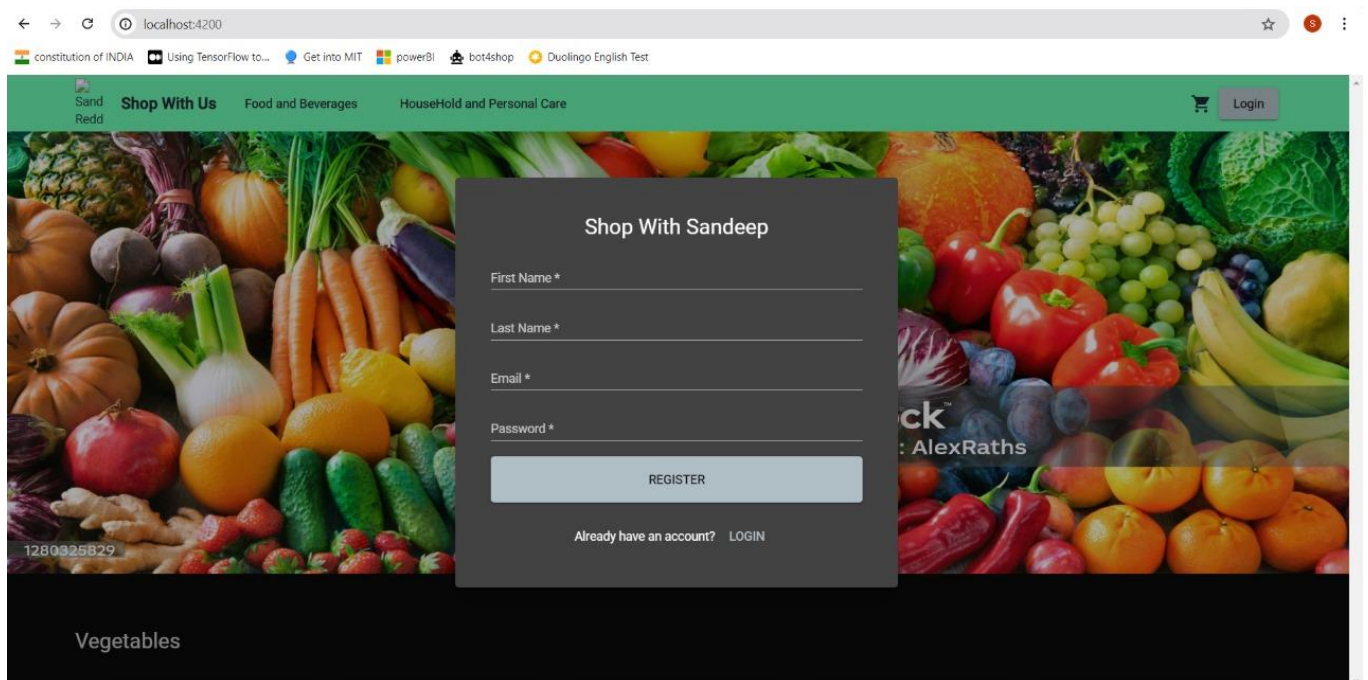 localhost:4200
S
constitution of INDIA Using TensorFlow to... Get into MIT powerBI bot4shop Duolingo English Test
Sand
Redd
Shop With Us Food and Beverages HouseHold and Personal Care Login
Shop With Sandeep
First Name *
Last Name *
Email *
Password *
REGISTER
Already have an account? LOGIN
ck™
: AlexRaths
1280325829
Vegetables